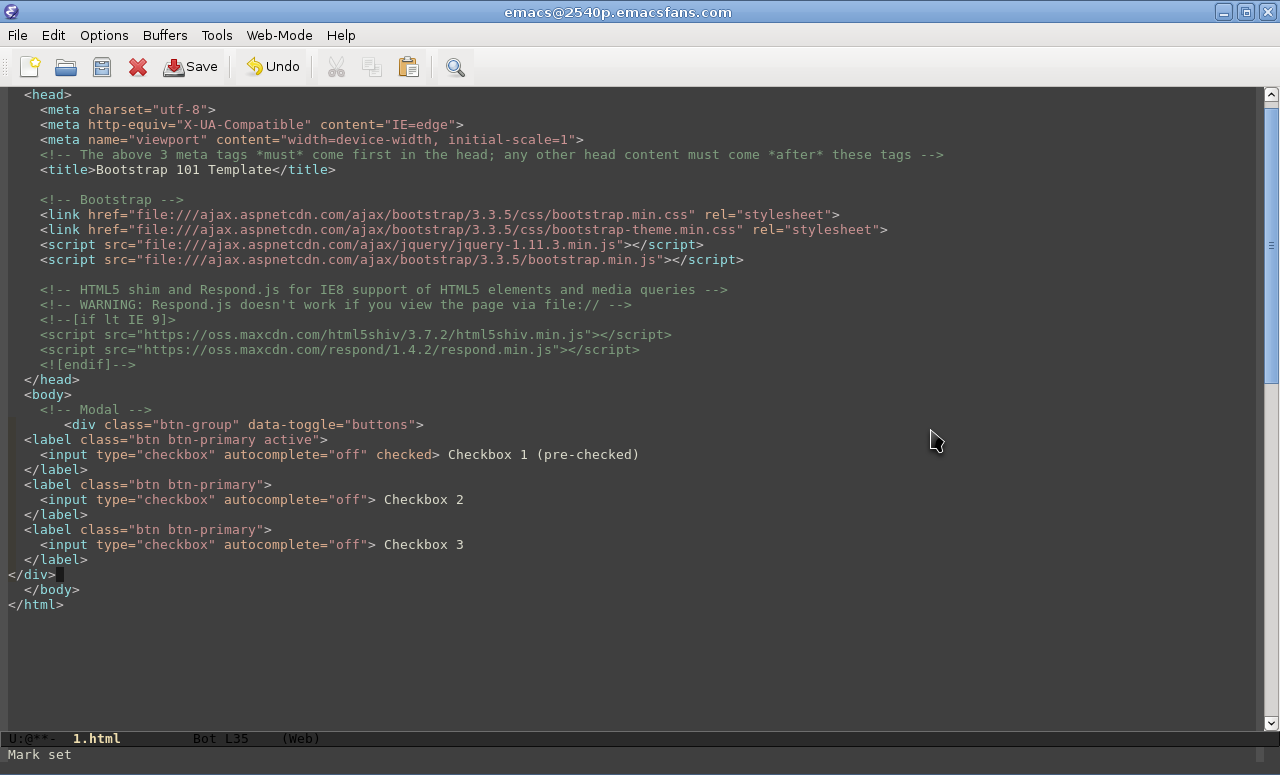 emacs@2540p.emacsfans.com
File Edit Options Buffers Tools Web-Mode Help
Save Undo
<head>
<meta charset="utf-8">
<meta http-equiv="X-UA-Compatible" content="IE=edge">
<meta name="viewport" content="width=device-width, initial-scale=1">
<!-- The above 3 meta tags *must* come first in the head; any other head content must come *after* these tags -->
<title>Bootstrap 101 Template</title>
<!-- Bootstrap -->
<link href="file:///ajax.aspnetcdn.com/ajax/bootstrap/3.3.5/css/bootstrap.min.css" rel="stylesheet">
<link href="file:///ajax.aspnetcdn.com/ajax/bootstrap/3.3.5/css/bootstrap-theme.min.css" rel="stylesheet">
<script src="file:///ajax.aspnetcdn.com/ajax/jquery/jquery-1.11.3.min.js"></script>
<script src="file:///ajax.aspnetcdn.com/ajax/bootstrap/3.3.5/bootstrap.min.js"></script>
<!-- HTML5 shim and Respond.js for IE8 support of HTML5 elements and media queries -->
<!-- WARNING: Respond.js doesn't work if you view the page via file:// -->
<!--[if lt IE 9]>
<script src="https://oss.maxcdn.com/html5shiv/3.7.2/html5shiv.min.js"></script>
<script src="https://oss.maxcdn.com/respond/1.4.2/respond.min.js"></script>
<![endif]-->
</head>
<body>
<!-- Modal -->
<div class="btn-group" data-toggle="buttons">
<label class="btn btn-primary active">
<input type="checkbox" autocomplete="off" checked> Checkbox 1 (pre-checked)
</label>
<label class="btn btn-primary">
<input type="checkbox" autocomplete="off"> Checkbox 2
</label>
<label class="btn btn-primary">
<input type="checkbox" autocomplete="off"> Checkbox 3
</label>
</div>
</body>
</html>
U:@**- 1.html Bot L35 (Web)
Mark set